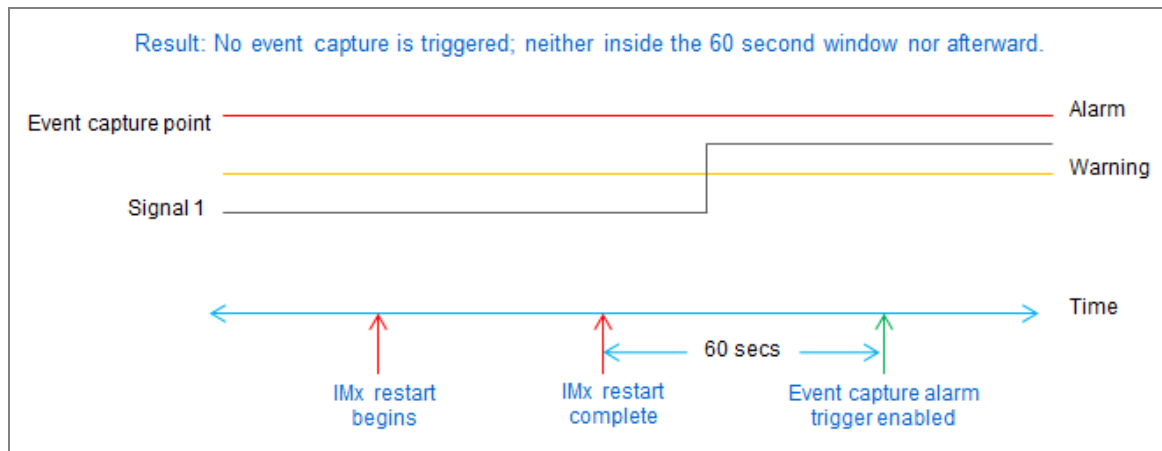 Result: No event capture is triggered; neither inside the 60 second window nor afterward.
Alarm
Event capture point
Warning
Signal 1
Time
60 secs
IMx restart
begins
IMx restart
complete
Event capture alarm
trigger enabled